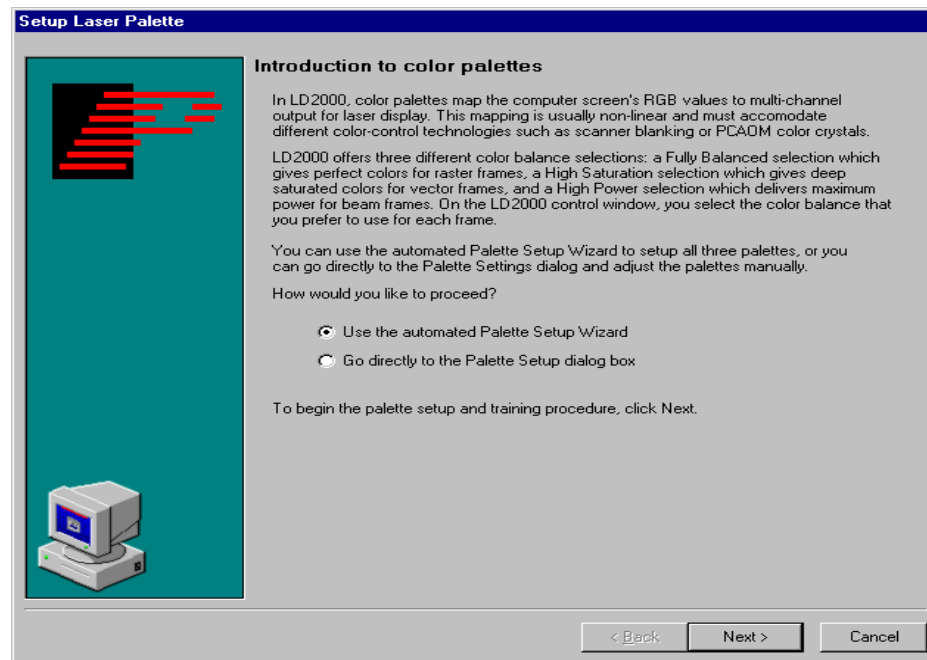 Setup Laser Palette
Introduction to color palettes
In LD2000, color palettes map the computer screen's RGB values to multi-channel
output for laser display. This mapping is usually non-linear and must accomodate
different color-control technologies such as scanner blanking or PCAOM color crystals.
LD2000 offers three different color balance selections: a Fully Balanced selection which
gives perfect colors for raster frames, a High Saturation selection which gives deep
saturated colors for vector frames, and a High Power selection which delivers maximum
power for beam frames. On the LD2000 control window, you select the color balance that
you prefer to use for each frame.
You can use the automated Palette Setup Wizard to setup all three palettes, or you
can go directly to the Palette Settings dialog and adjust the palettes manually.
How would you like to proceed?
Use the automated Palette Setup Wizard
Go directly to the Palette Setup dialog box
To begin the palette setup and training procedure, click Next.
< Back
Next >
Cancel